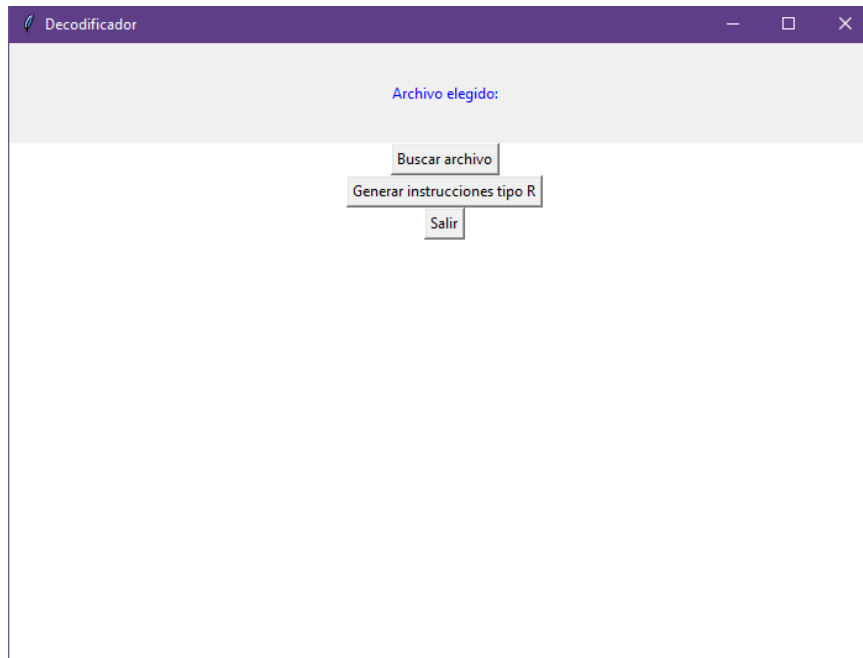 Decodificador
Archivo elegido:
Buscar archivo
Generar instrucciones tipo R
Salir